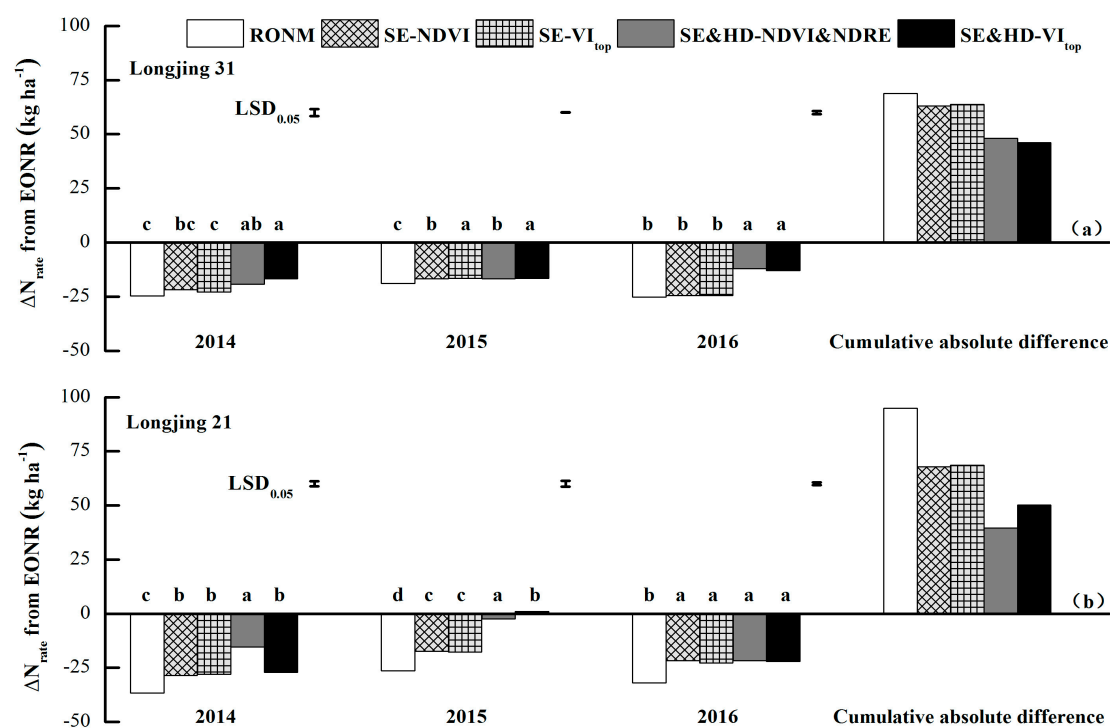 100
RONM SE-NDVI SE-VItop SE&HD-NDVI&NDRE SE&HD-VItop
Longjing 31
75
LSD0.05
50
25
c bc c ab a c b a b a b b b a a
0
(a)
-25
2014 2015 2016 Cumulative absolute difference
-50
ΔNrate from EONR (kg ha-1)
100
Longjing 21
75
LSD0.05
50
25
c b b a b d c c a b b a a a a
0
(b)
-25
2014 2015 2016 Cumulative absolute difference
-50
ΔNrate from EONR (kg ha-1)